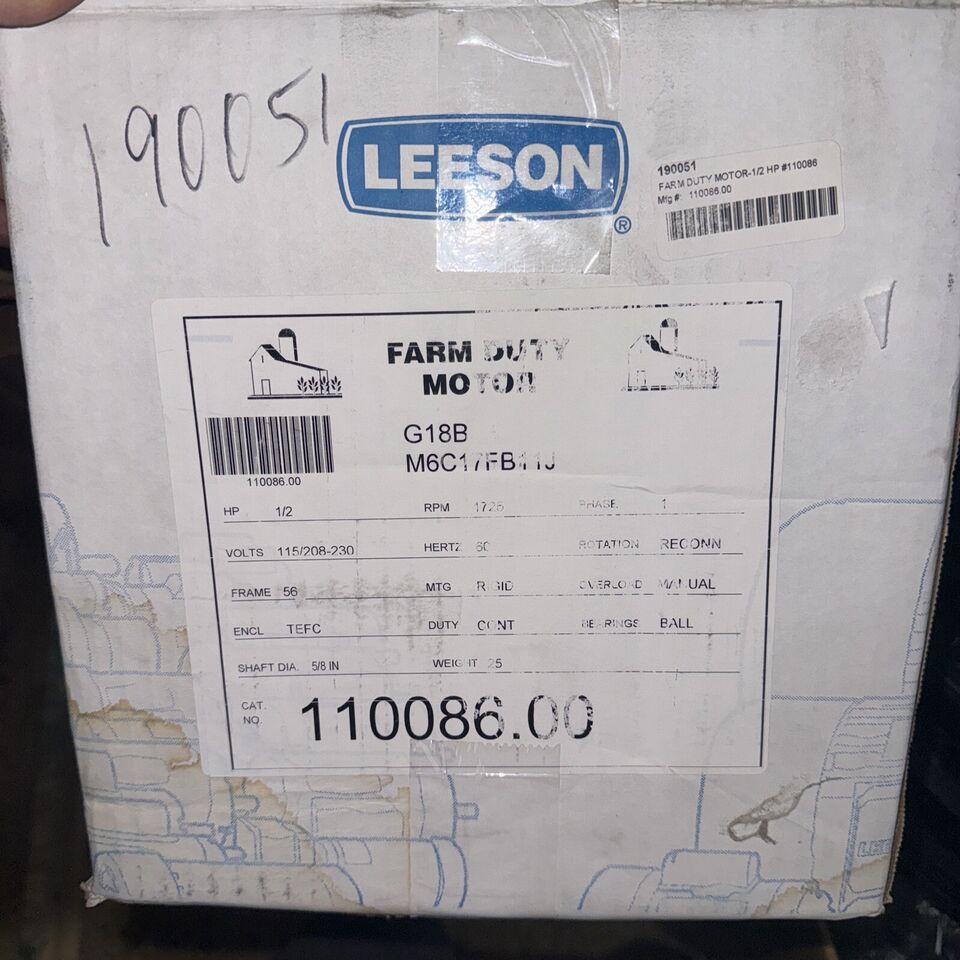 190051
LEESON
®
190051
FARM DUTY MOTOR-1/2 HP #110086
Mfg #: 110086.00
FARM DUTY
MOTOR
110086.00
G18B
M6C17FB11J
HP 1/2 RPM 1725 PHASE 1
VOLTS 115/208-230 HERTZ 60 ROTATION RECONN
FRAME 56 MTG RIGID OVERLOAD MANUAL
ENCL TEFC DUTY CONT BEARINGS BALL
SHAFT DIA. 5/8 IN WEIGHT 25
CAT.
NO.
110086.00